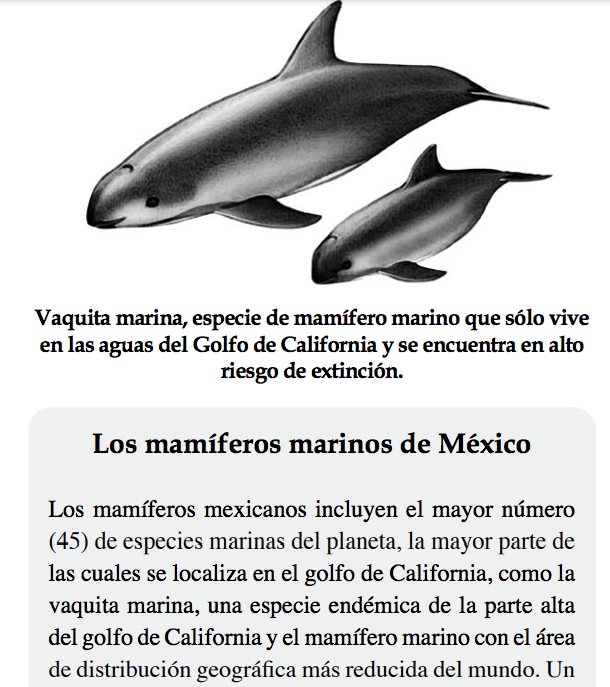 Vaquita marina, especie de mamífero marino que sólo vive
en las aguas del Golfo de California y se encuentra en alto
riesgo de extinción.
Los mamíferos marinos de México
Los mamíferos mexicanos incluyen el mayor número
(45) de especies marinas del planeta, la mayor parte de
las cuales se localiza en el golfo de California, como la
vaquita marina, una especie endémica de la parte alta
del golfo de California y el mamífero marino con el área
de distribución geográfica más reducida del mundo. Un